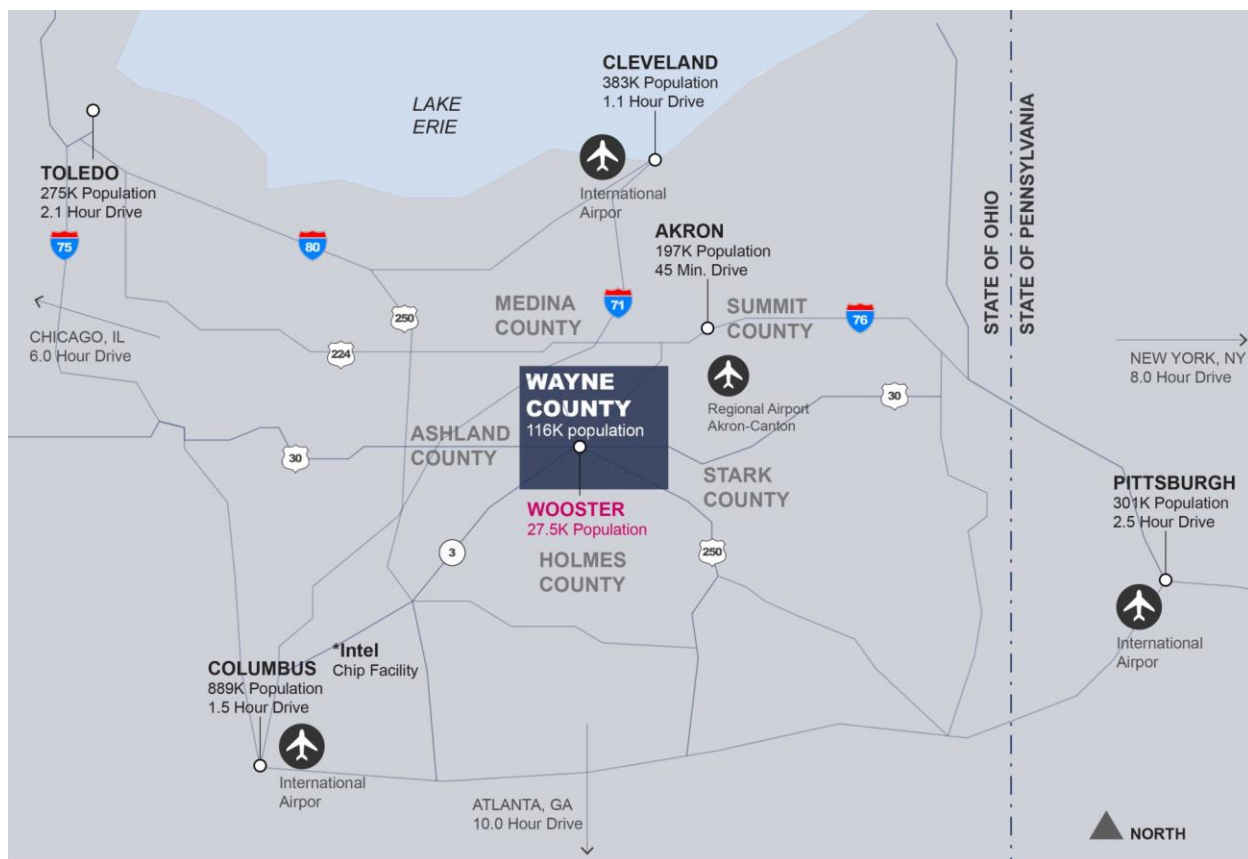 CLEVELAND
383K Population
1.1 Hour Drive
LAKE
ERIE
International
Airpor
TOLEDO
275K Population
2.1 Hour Drive
75
80
AKRON
197K Population
45 Min. Drive
STATE OF OHIO
STATE OF PENNSYLVANIA
MEDINA
COUNTY
71
SUMMIT
COUNTY
76
250
CHICAGO, IL
6.0 Hour Drive
224
NEW YORK, NY
8.0 Hour Drive
WAYNE
COUNTY
116K population
Regional Airport
Akron-Canton
30
ASHLAND
COUNTY
30
STARK
COUNTY
PITTSBURGH
301K Population
2.5 Hour Drive
WOOSTER
27.5K Population
3
HOLMES
COUNTY
250
International
Airpor
*Intel
Chip Facility
COLUMBUS
889K Population
1.5 Hour Drive
International
Airpor
ATLANTA, GA
10.0 Hour Drive
NORTH